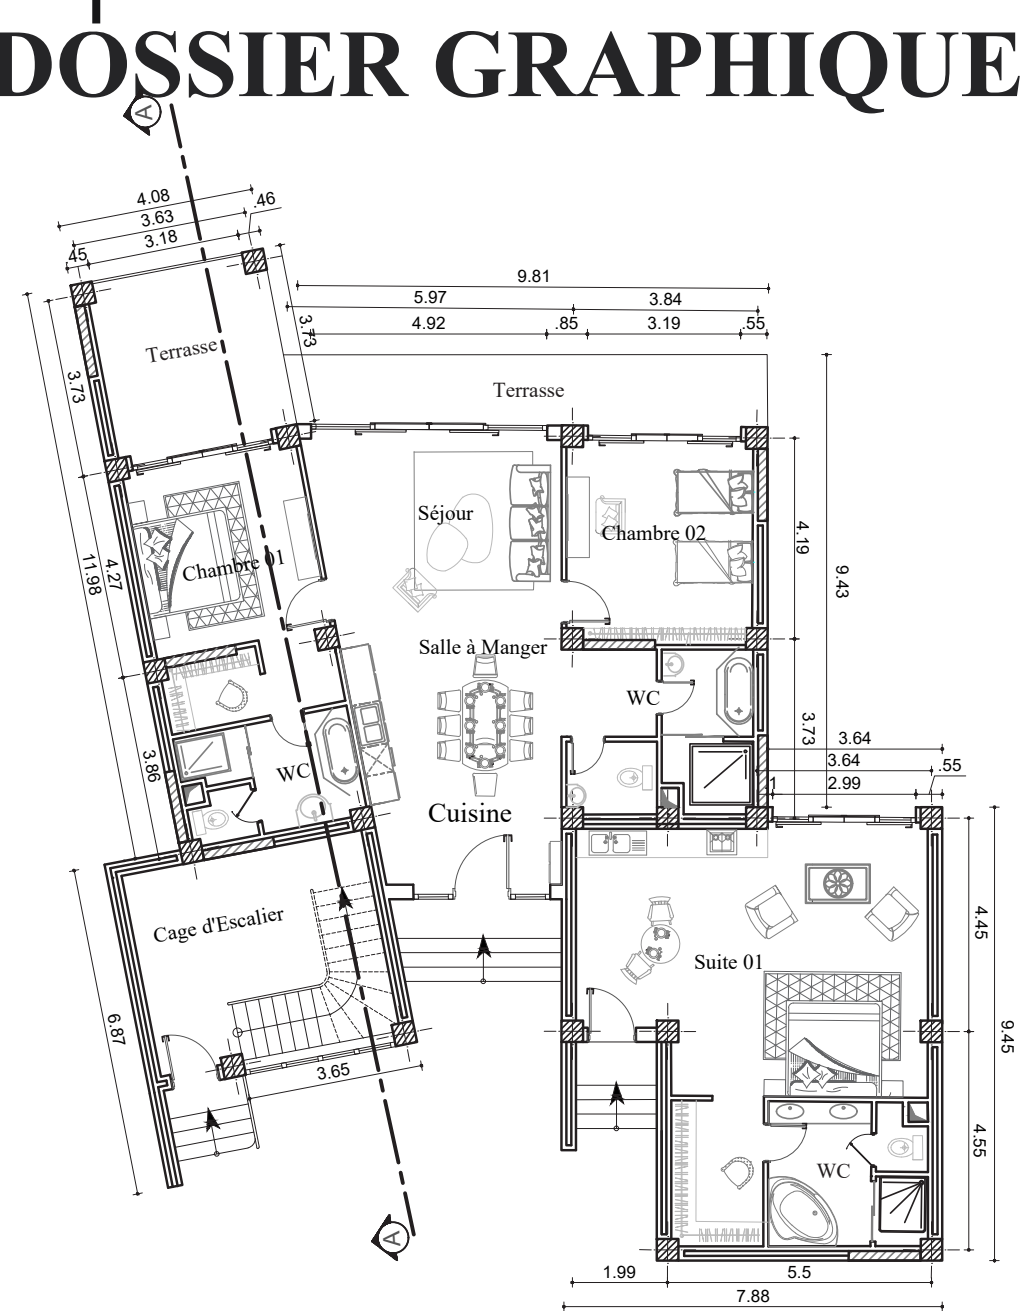 DOSSIER GRAPHIQUE
A
4.08
.46
3.63
3.18
.45
9.81
5.97
3.84
4.92
.85
3.19
.55
3.73
Terrasse
3.73
Terrasse
Séjour
Chambre 02
Chambre 01
4.19
9.43
11.98
4.27
Salle à Manger
WC
3.73
3.64
3.64
.55
1
2.99
3.86
WC
Cuisine
Cage d'Escalier
4.45
Suite 01
6.87
9.45
3.65
4.55
WC
A
1.99
5.5
7.88